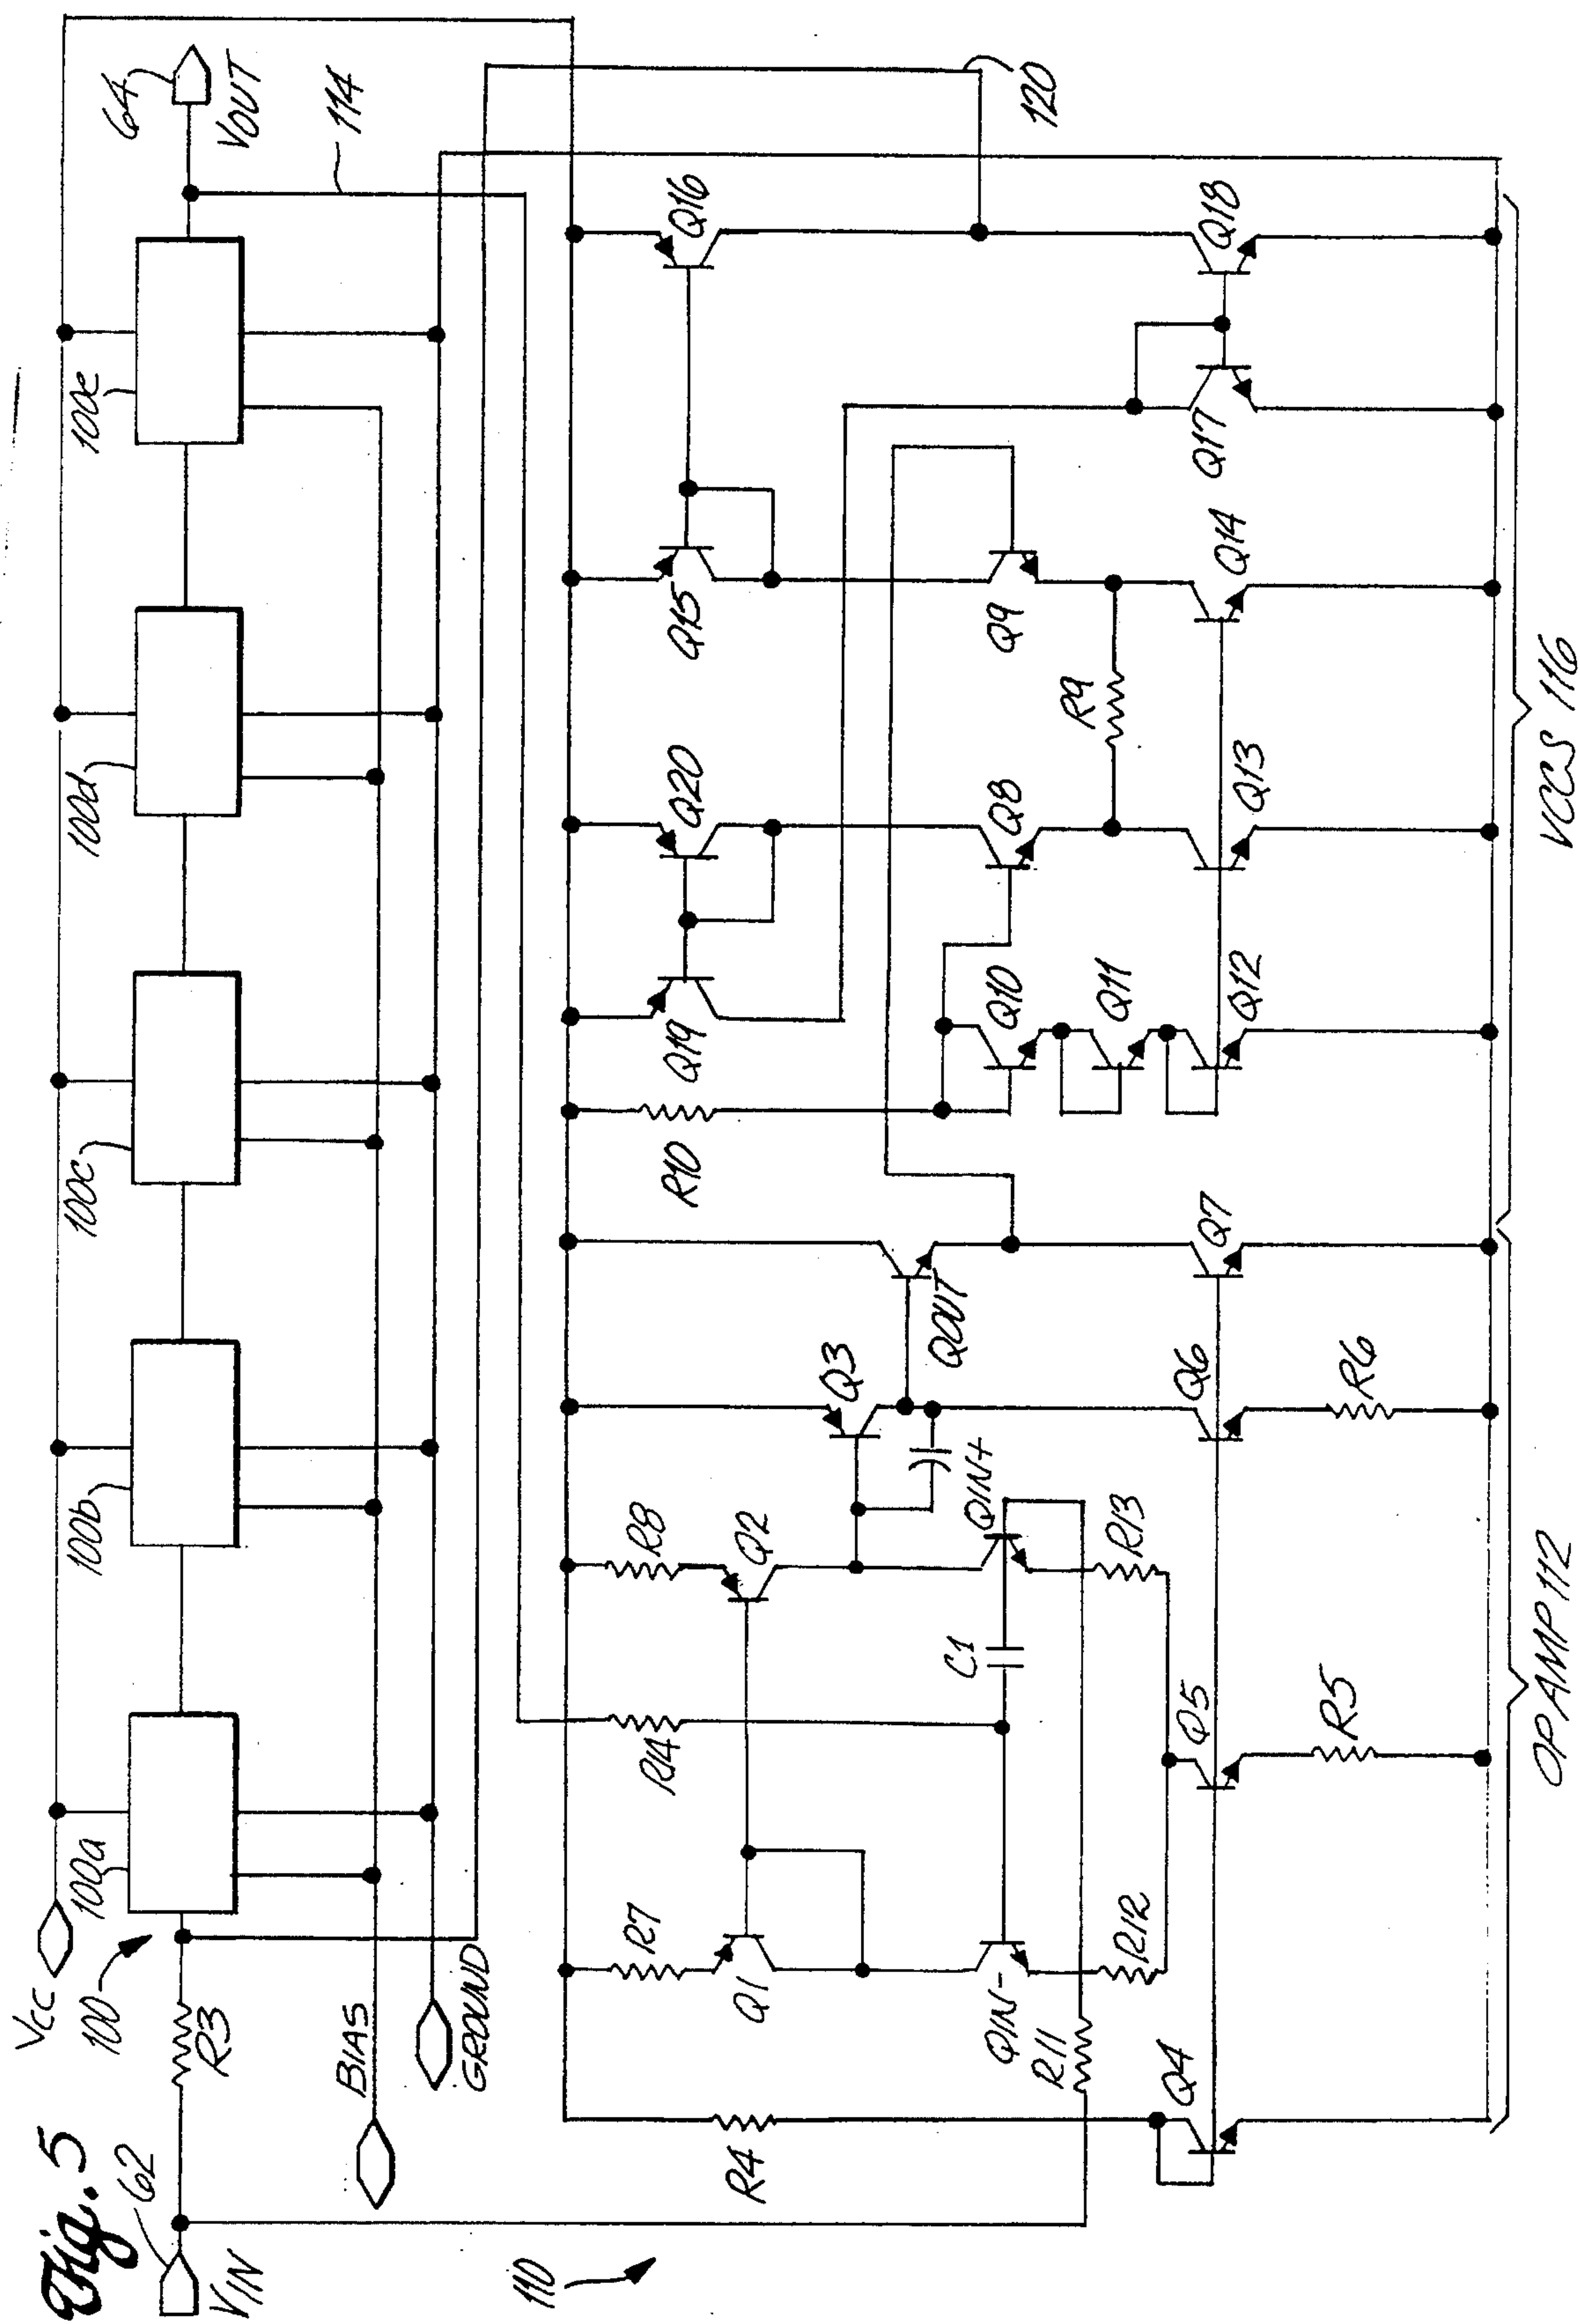 Fig. 5
VCC
100
100a
100b
100c
100d
100e
64
VOUT
62
VIN
R3
BIAS
GROUND
114
120
110
R7
R14
R8
Q1
Q2
Q3
R4
QIN-
R11
C1
QIN+
QOUT
R12
R13
Q4
Q5
Q6
Q7
R5
R6
R10
Q19
Q20
Q15
Q16
Q10
Q8
Q9
Q11
R9
Q12
Q13
Q14
Q17
Q18
OP AMP 112
VCCS 116